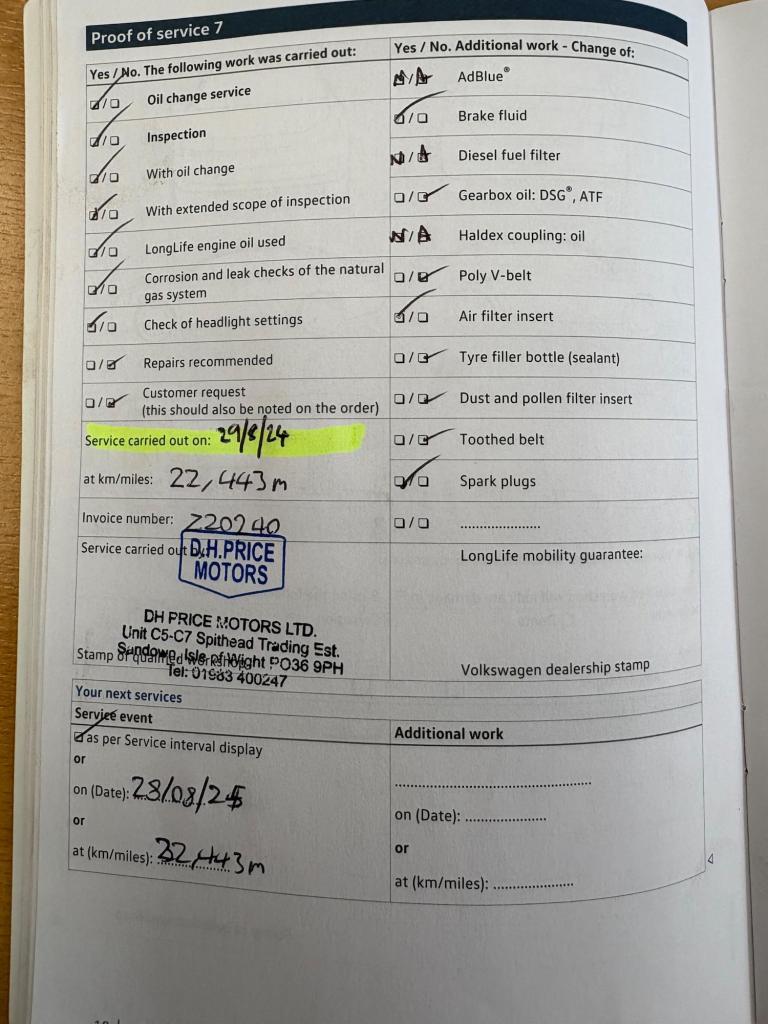 Proof of service 7
Yes / No. The following work was carried out:
☑/☐ Oil change service
☑/☐ Inspection
☑/☐ With oil change
☑/☐ With extended scope of inspection
☑/☐ LongLife engine oil used
☑/☐ Corrosion and leak checks of the natural
gas system
☑/☐ Check of headlight settings
☐/☑ Repairs recommended
☐/☑ Customer request
(this should also be noted on the order)
Service carried out on: 29/8/24
at km/miles: 22,443m
Invoice number: 220240
Service carried out by:
D.H.PRICE
MOTORS
DH PRICE MOTORS LTD.
Unit C5-C7 Spithead Trading Est.
Sandown, Isle of Wight PO36 9PH
Tel: 01983 400247
Stamp of qualified workshop
Yes / No. Additional work - Change of:
N/A AdBlue®
☑/☐ Brake fluid
N/A Diesel fuel filter
☐/☑ Gearbox oil: DSG®, ATF
N/A Haldex coupling: oil
☐/☑ Poly V-belt
☑/☐ Air filter insert
☐/☑ Tyre filler bottle (sealant)
☐/☑ Dust and pollen filter insert
☐/☑ Toothed belt
☑/☐ Spark plugs
☐/☐ ......................
LongLife mobility guarantee:
Volkswagen dealership stamp
Your next services
Service event
☑ as per Service interval display
or
on (Date): 28/08/25
or
at (km/miles): 32,443m
Additional work
......................
on (Date): ......................
or
at (km/miles): ......................